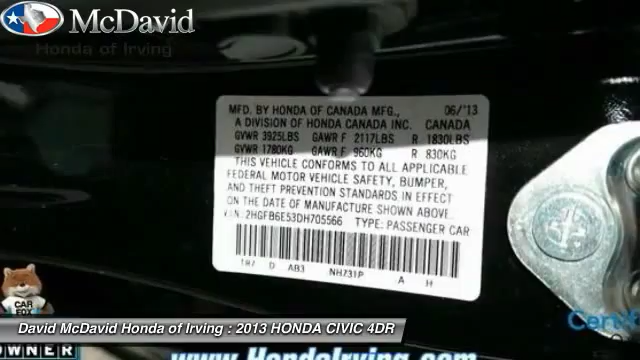 McDavid
Honda of Irving
MFD. BY HONDA OF CANADA MFG., 06/'13
A DIVISION OF HONDA CANADA INC. CANADA
GVWR 3925LBS GAWR F 2117LBS R 1830LBS
GVWR 1780KG GAWR F 960KG R 830KG
THIS VEHICLE CONFORMS TO ALL APPLICABLE
FEDERAL MOTOR VEHICLE SAFETY, BUMPER,
AND THEFT PREVENTION STANDARDS IN EFFECT
ON THE DATE OF MANUFACTURE SHOWN ABOVE.
V.I.N.: 2HGFB6E53DH705566 TYPE: PASSENGER CAR
197 D AB3 NH731P A H
CAR
FOX
David McDavid Honda of Irving : 2013 HONDA CIVIC 4DR
OWNER
www.HondaIrving.com